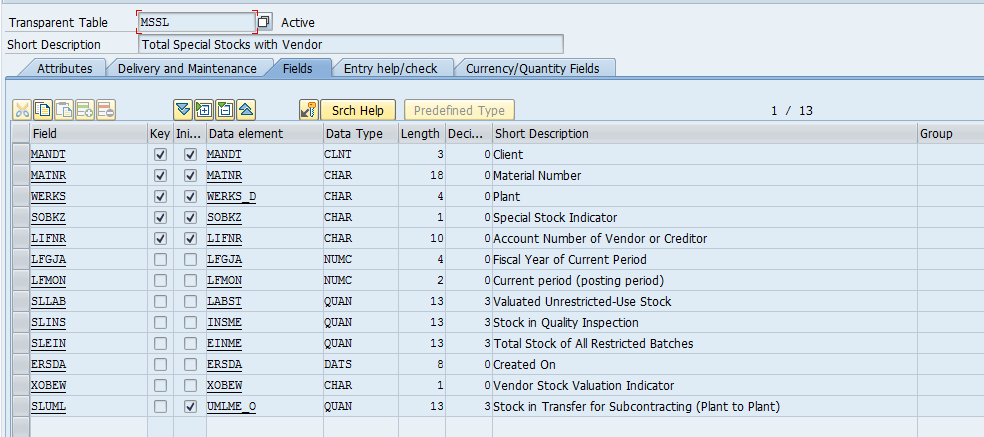 Transparent Table MSSL Active
Short Description Total Special Stocks with Vendor
Attributes Delivery and Maintenance Fields Entry help/check Currency/Quantity Fields
Srch Help Predefined Type 1 / 13
Field Key Ini... Data element Data Type Length Deci... Short Description Group
MANDT MANDT CLNT 3 0 Client
MATNR MATNR CHAR 18 0 Material Number
WERKS WERKS_D CHAR 4 0 Plant
SOBKZ SOBKZ CHAR 1 0 Special Stock Indicator
LIFNR LIFNR CHAR 10 0 Account Number of Vendor or Creditor
LFGJA LFGJA NUMC 4 0 Fiscal Year of Current Period
LFMON LFMON NUMC 2 0 Current period (posting period)
SLLAB LABST QUAN 13 3 Valuated Unrestricted-Use Stock
SLINS INSME QUAN 13 3 Stock in Quality Inspection
SLEIN EINME QUAN 13 3 Total Stock of All Restricted Batches
ERSDA ERSDA DATS 8 0 Created On
XOBEW XOBEW CHAR 1 0 Vendor Stock Valuation Indicator
SLUML UMLME_O QUAN 13 3 Stock in Transfer for Subcontracting (Plant to Plant)